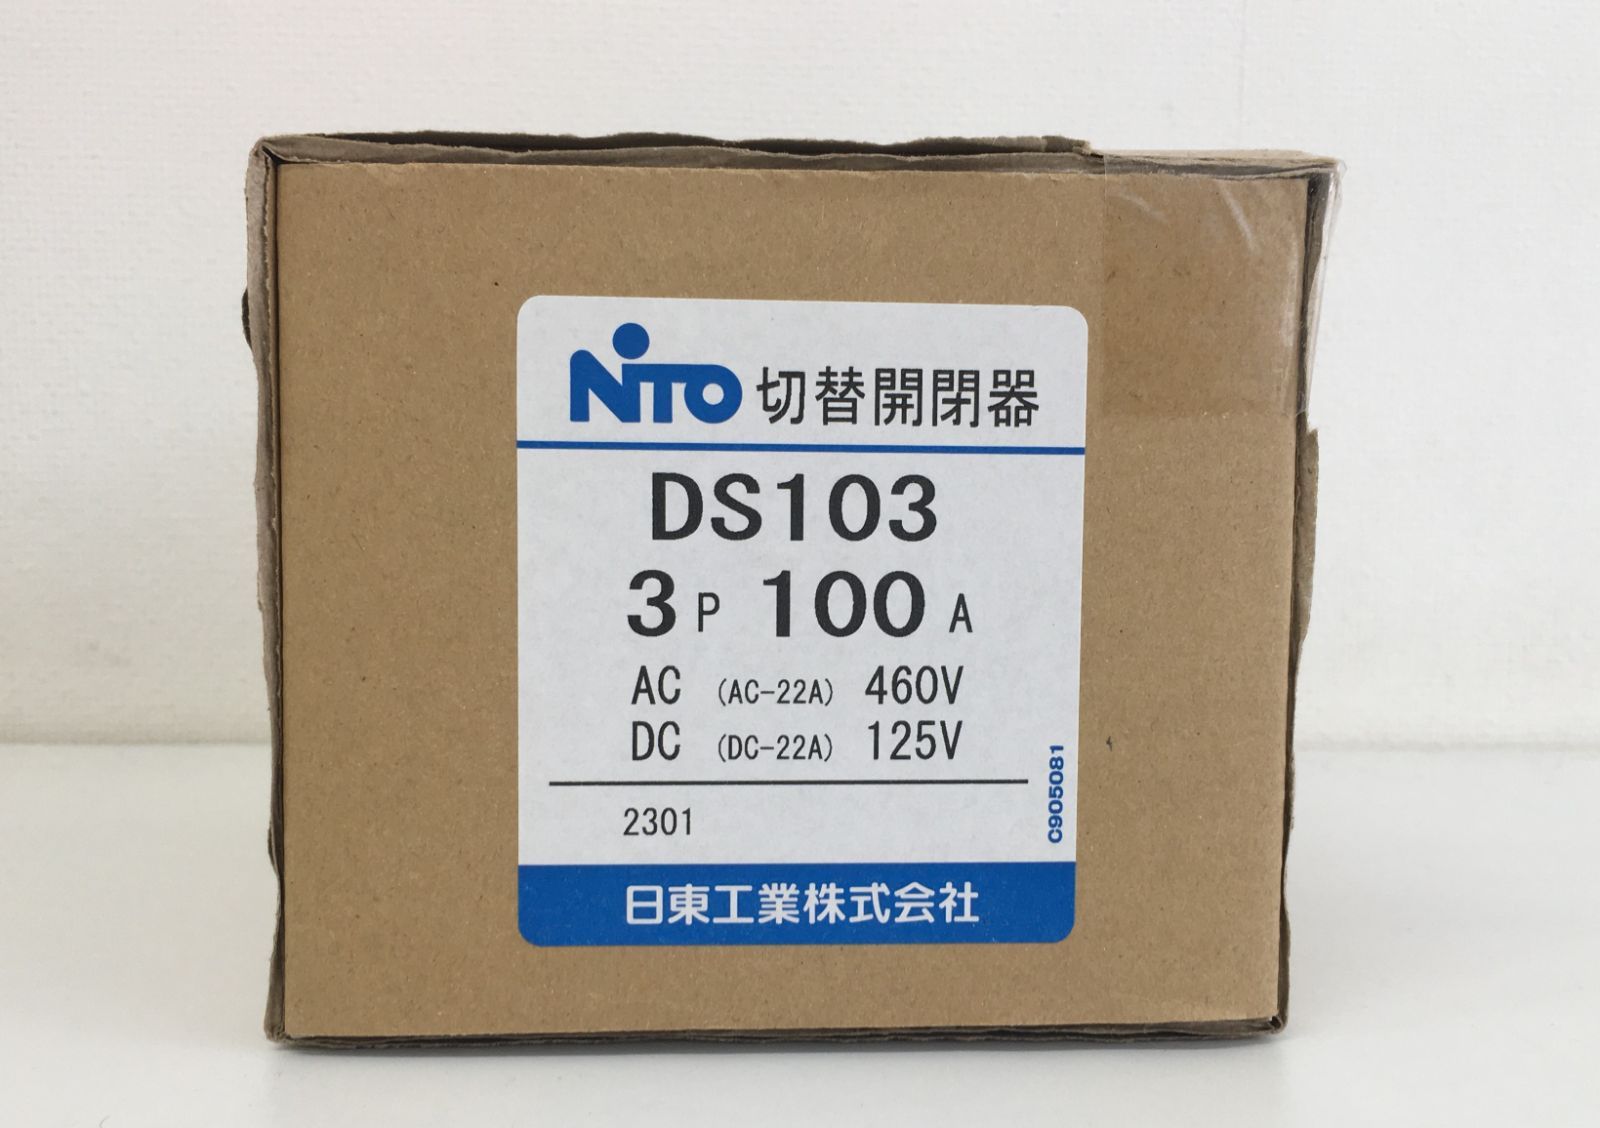 NITO 切替開閉器
DS103
3P 100A
AC (AC-22A) 460V
DC (DC-22A) 125V
2301
C905081
日東工業株式会社